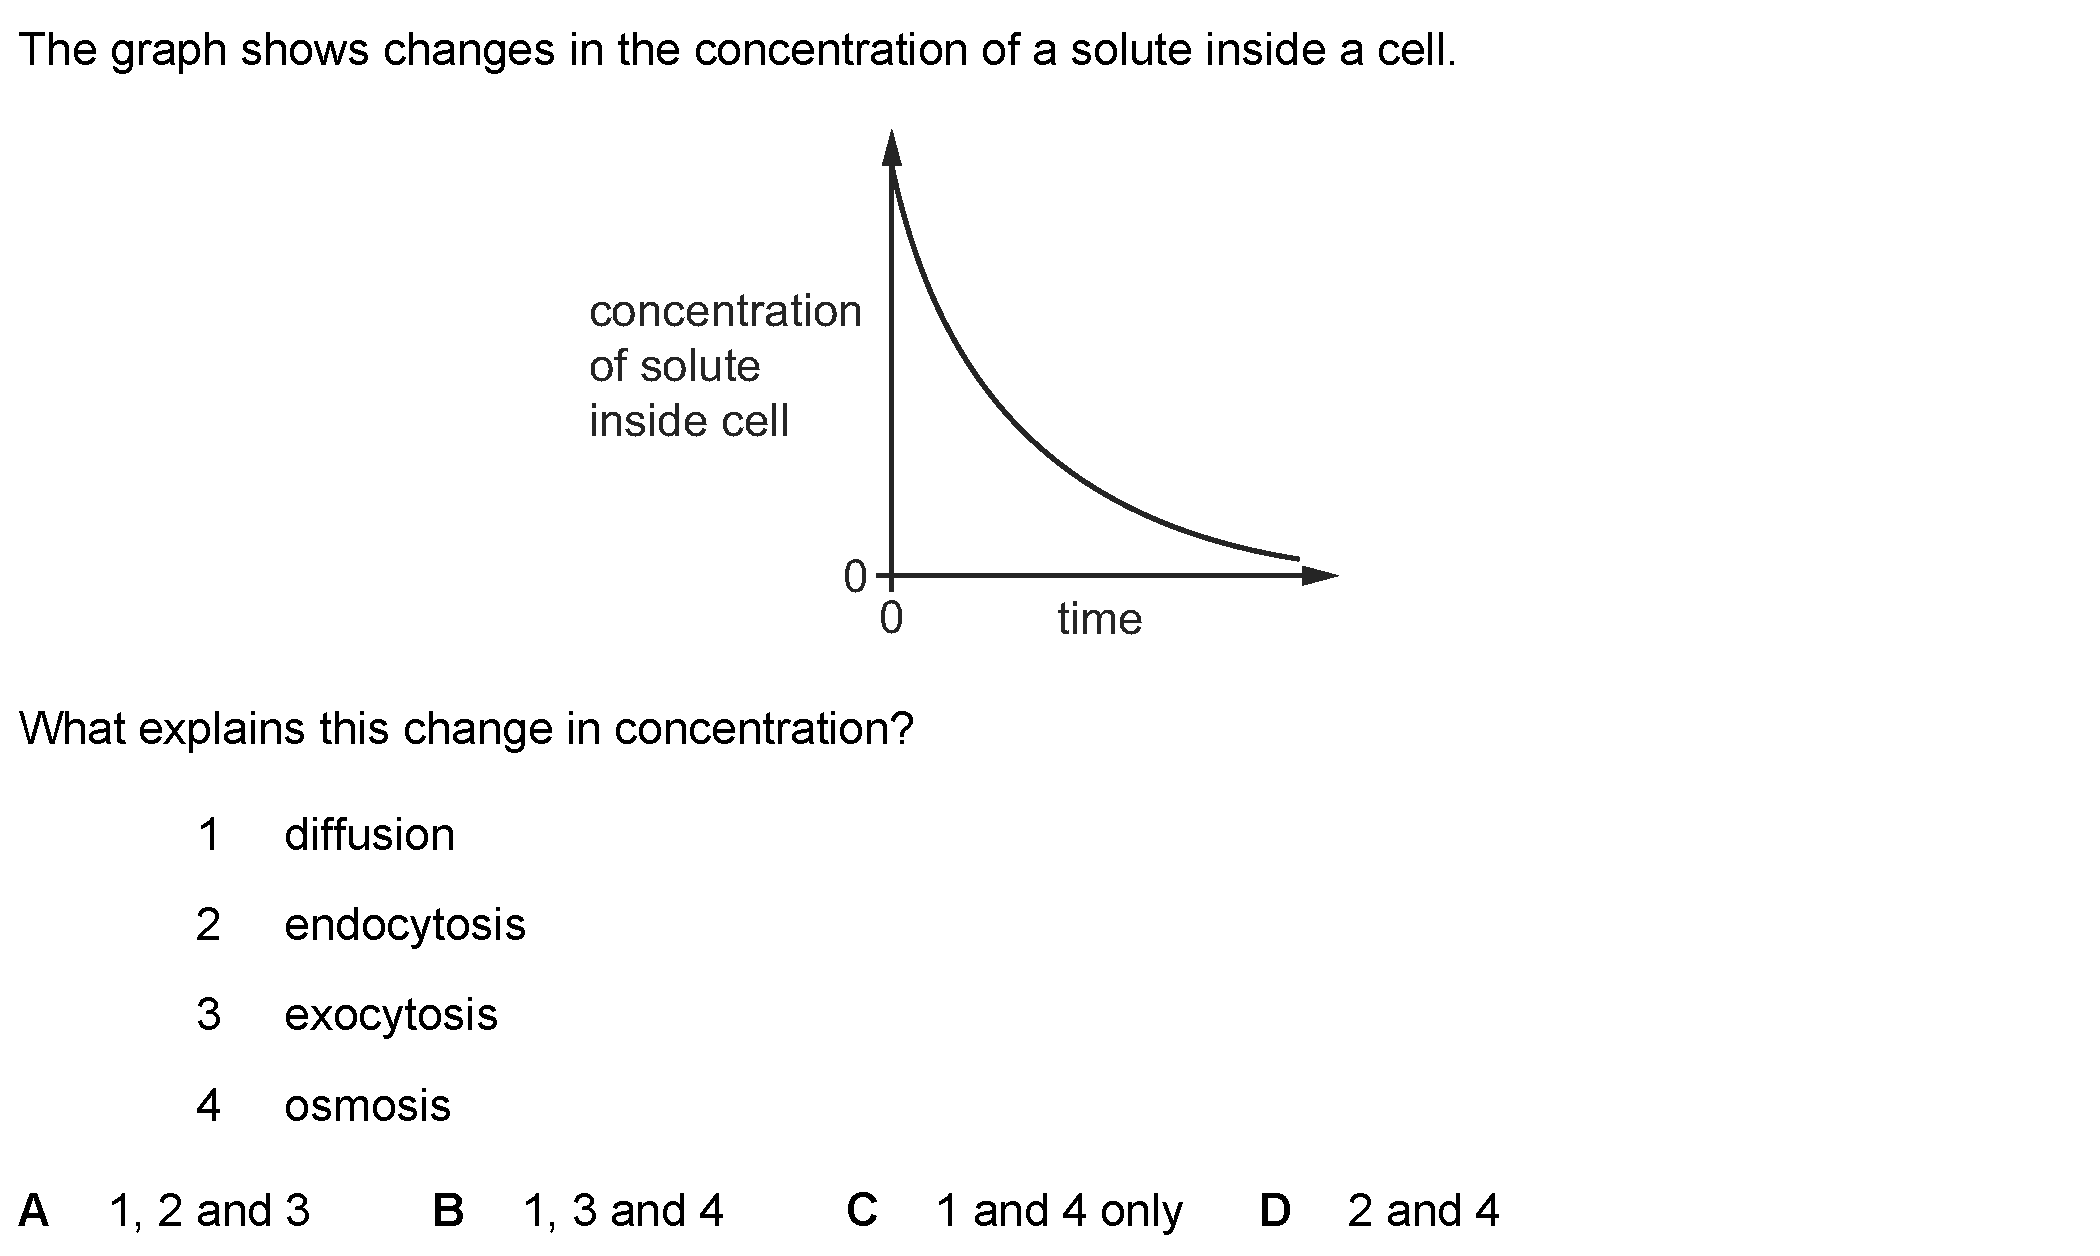 The graph shows changes in the concentration of a solute inside a cell.
concentration
of solute
inside cell
0
0
time
What explains this change in concentration?
1 diffusion
2 endocytosis
3 exocytosis
4 osmosis
A 1, 2 and 3 B 1, 3 and 4 C 1 and 4 only D 2 and 4